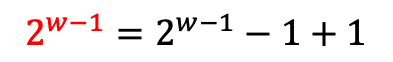 2^{w−1} = 2^{w−1} − 1 + 1